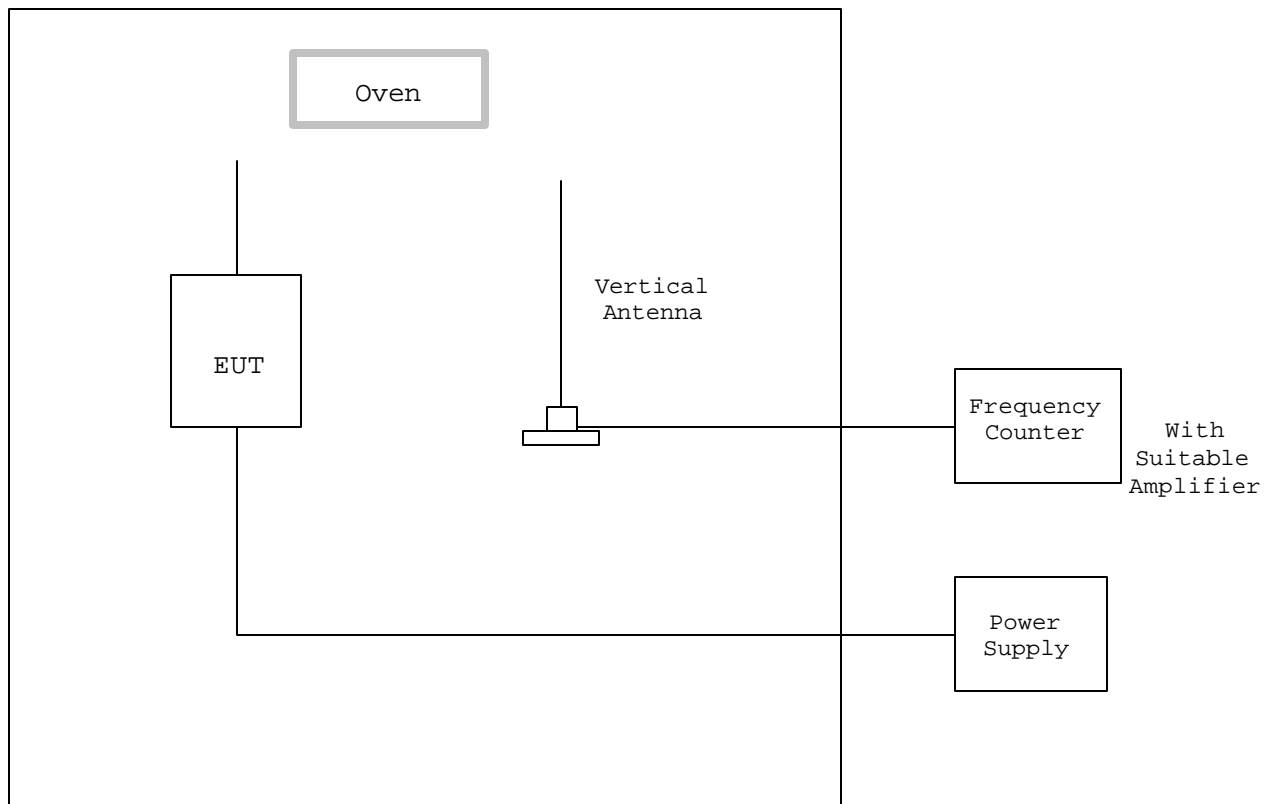 Oven
Vertical
Antenna
EUT
Frequency
Counter
With
Suitable
Amplifier
Power
Supply